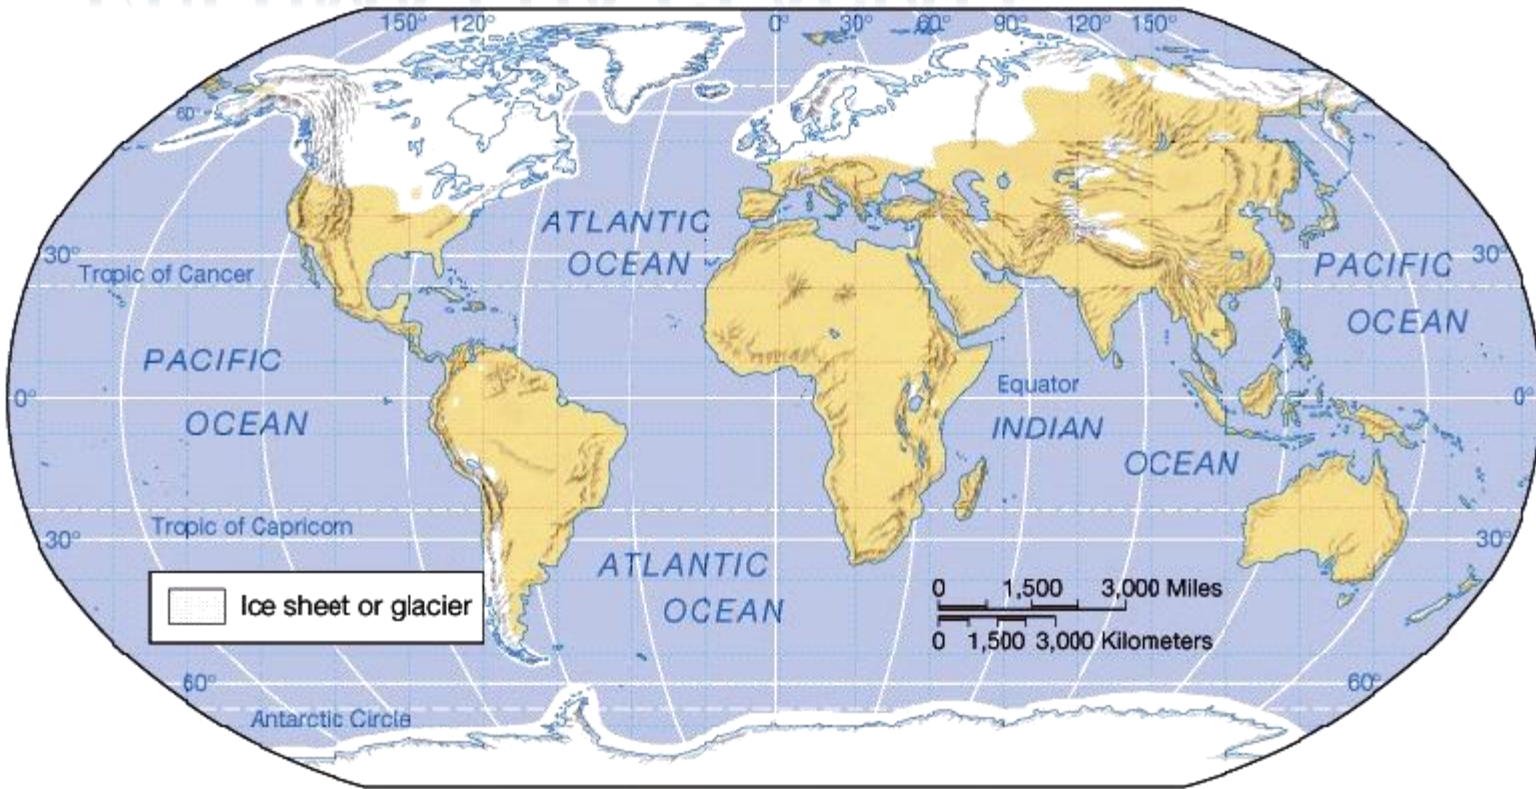 150° 120° 0° 30° 60° 90° 120° 150°
60°
ATLANTIC
OCEAN
30°
Tropic of Cancer
PACIFIC
OCEAN
30°
PACIFIC
OCEAN
0°
Equator
0°
INDIAN
OCEAN
Tropic of Capricorn
30°
30°
ATLANTIC
OCEAN
Ice sheet or glacier
0 1,500 3,000 Miles
0 1,500 3,000 Kilometers
60°
60°
Antarctic Circle